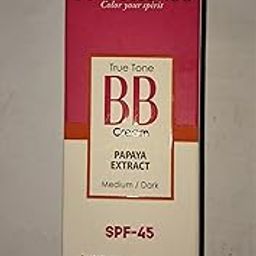 Color your spirit
True Tone
BB
Cream
PAPAYA
EXTRACT
Medium / Dark
SPF-45